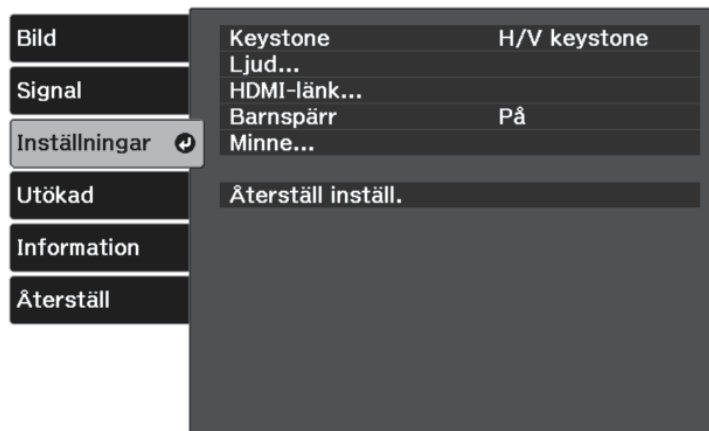 Bild
Signal
Inställningar
Utökad
Information
Återställ
Keystone H/V keystone
Ljud...
HDMI-länk...
Barnspärr På
Minne...
Återställ inställ.